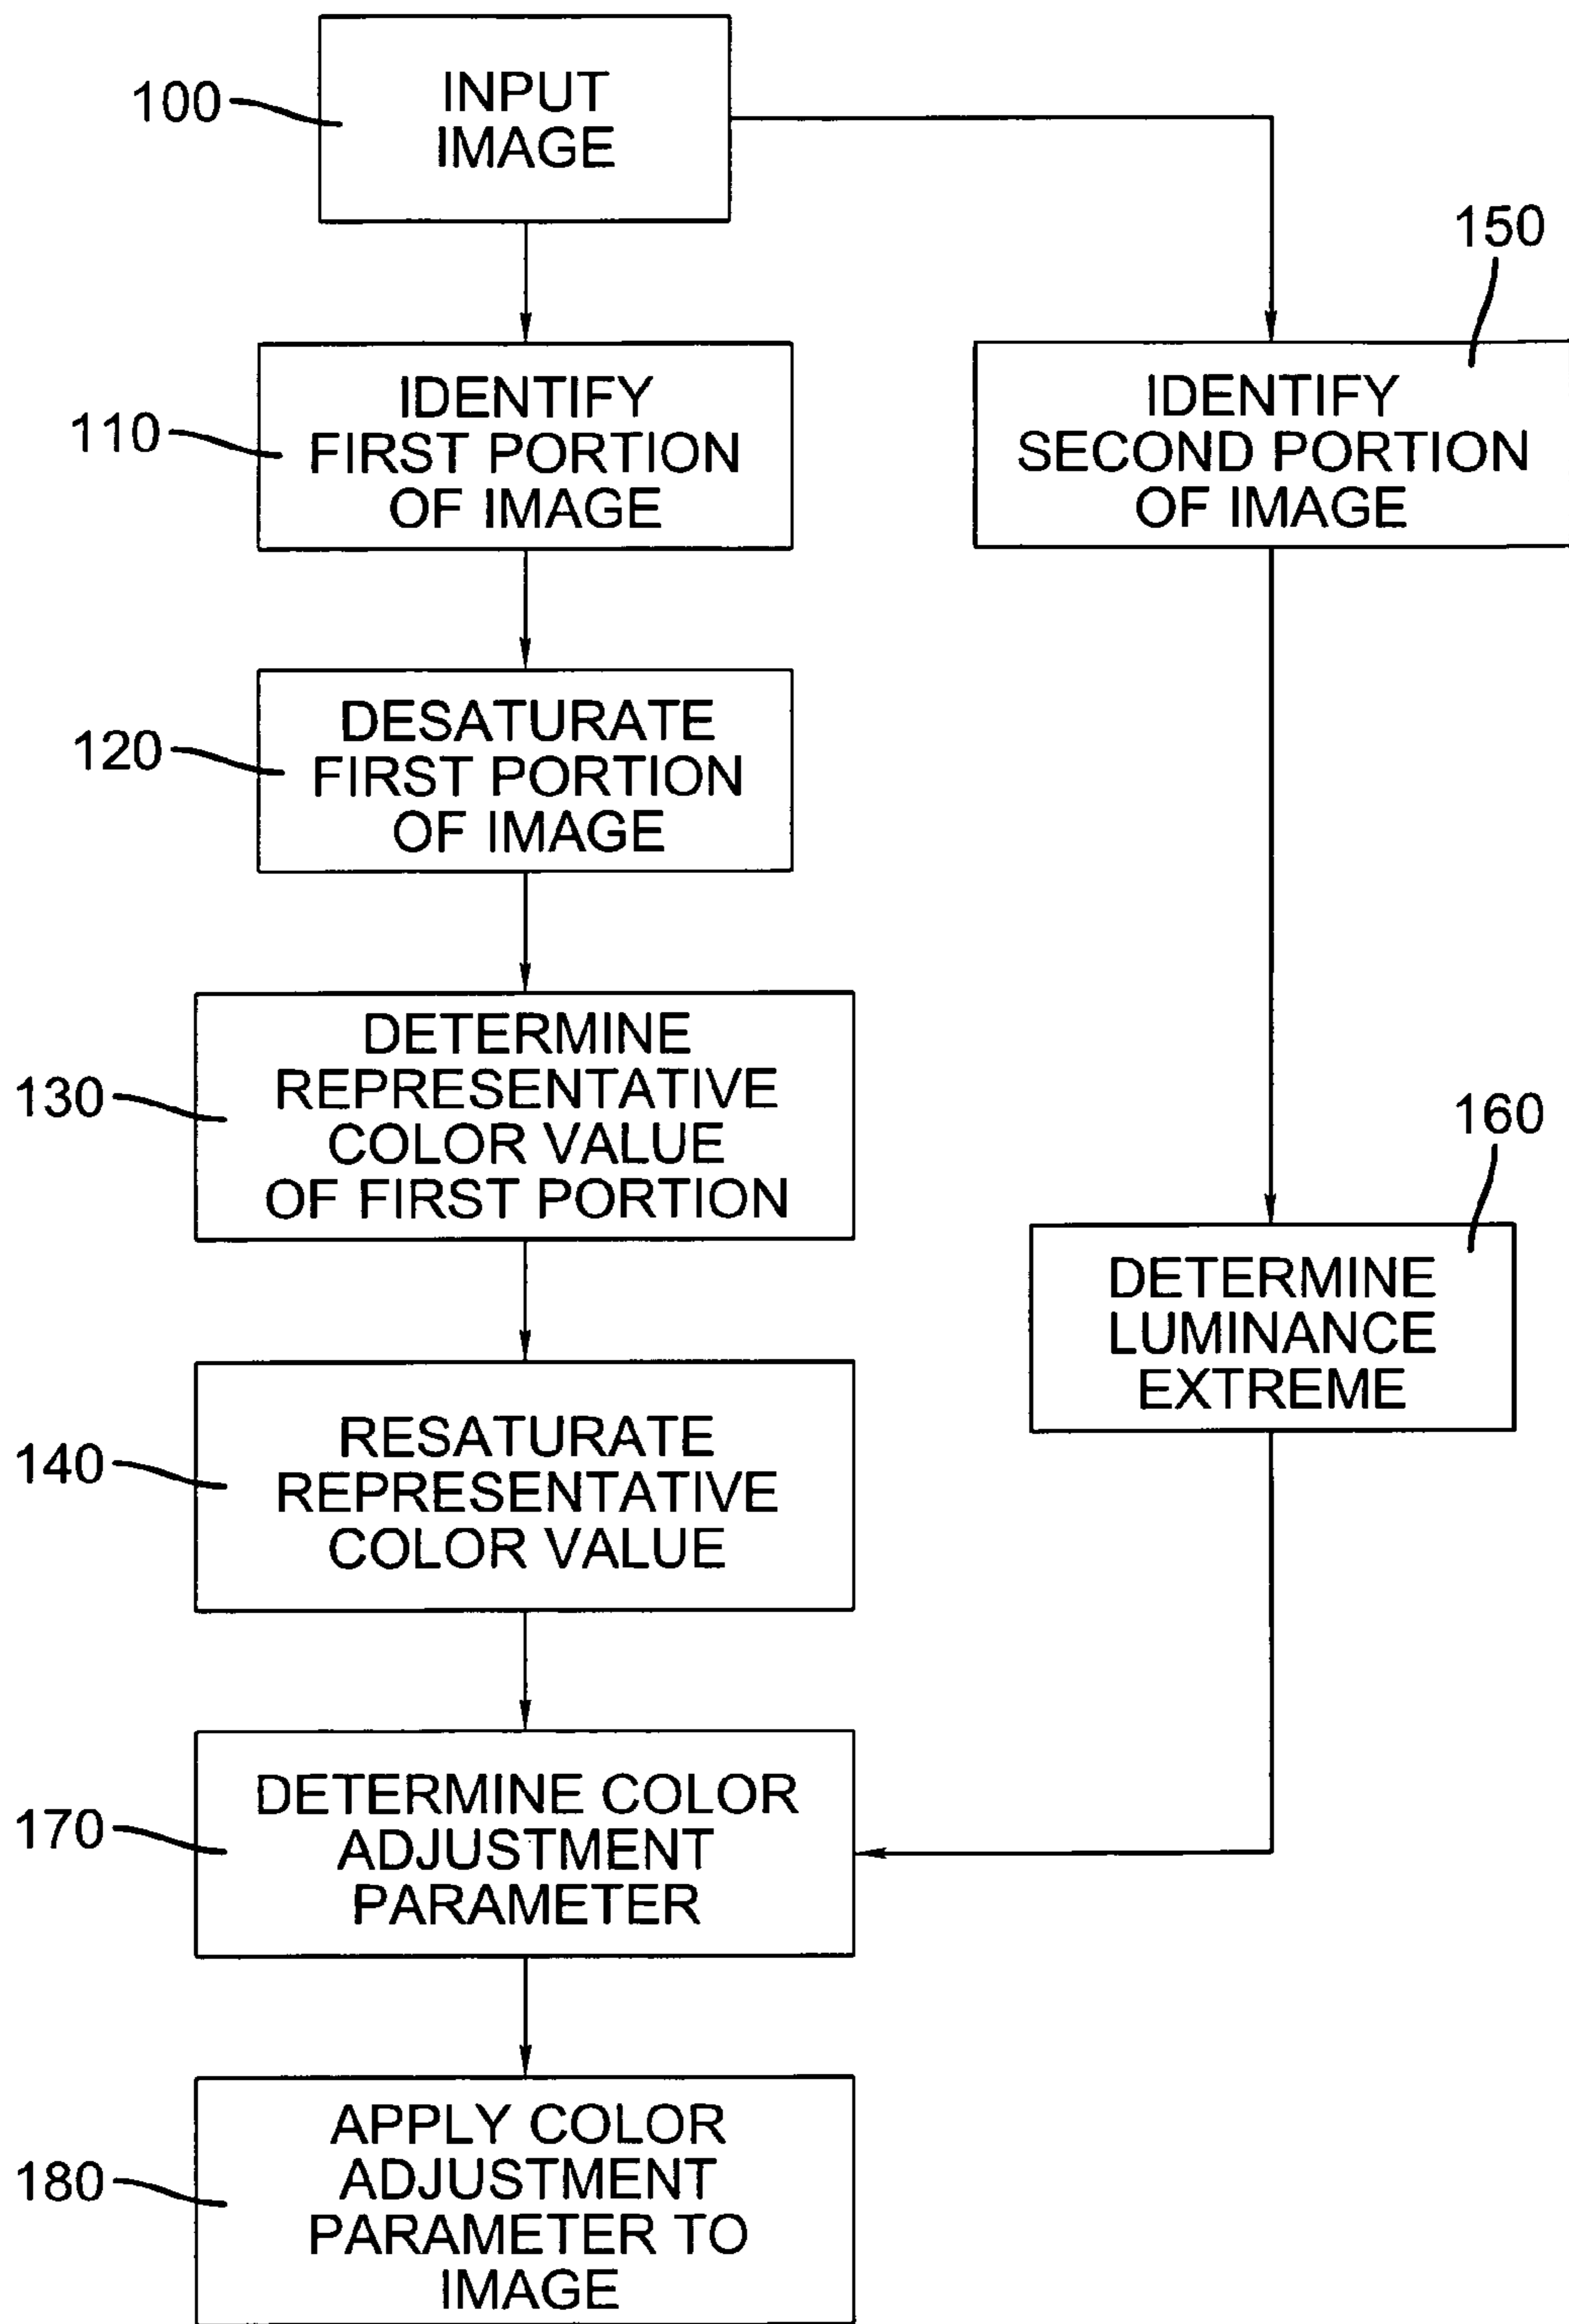 100
INPUT
IMAGE
150
110
IDENTIFY
FIRST PORTION
OF IMAGE
IDENTIFY
SECOND PORTION
OF IMAGE
120
DESATURATE
FIRST PORTION
OF IMAGE
130
DETERMINE
REPRESENTATIVE
COLOR VALUE
OF FIRST PORTION
160
DETERMINE
LUMINANCE
EXTREME
140
RESATURATE
REPRESENTATIVE
COLOR VALUE
170
DETERMINE COLOR
ADJUSTMENT
PARAMETER
180
APPLY COLOR
ADJUSTMENT
PARAMETER TO
IMAGE